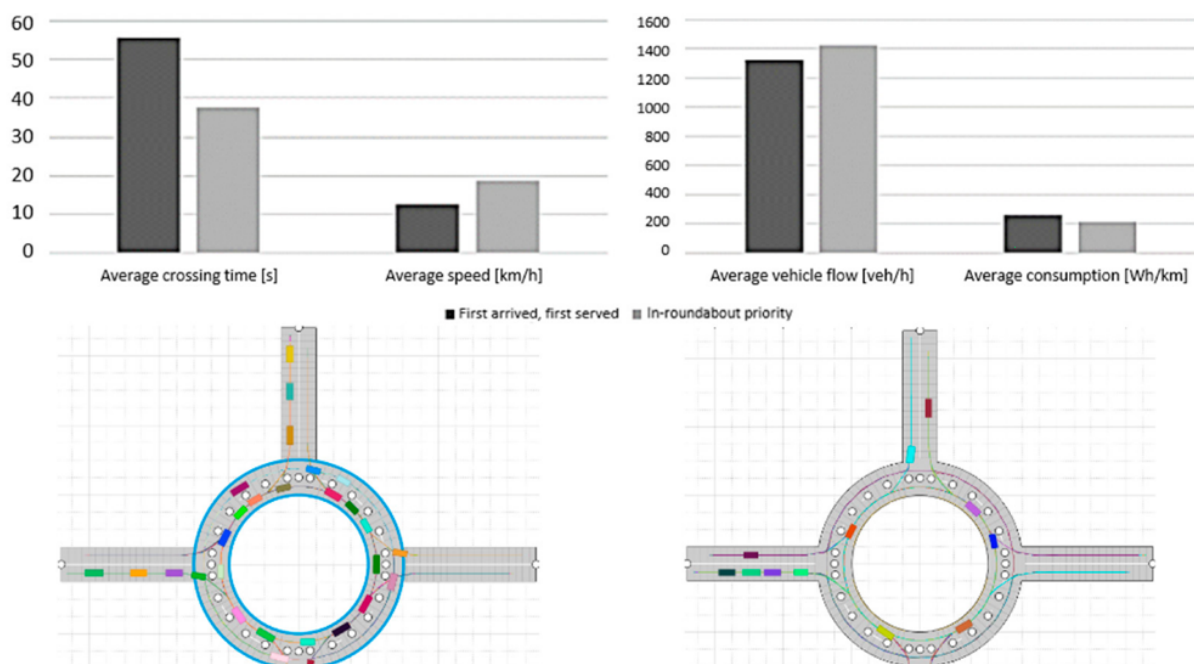 60
50
40
30
20
10
0
Average crossing time [s]
Average speed [km/h]
1600
1400
1200
1000
800
600
400
200
0
Average vehicle flow [veh/h]
Average consumption [Wh/km]
First arrived, first served
In-roundabout priority